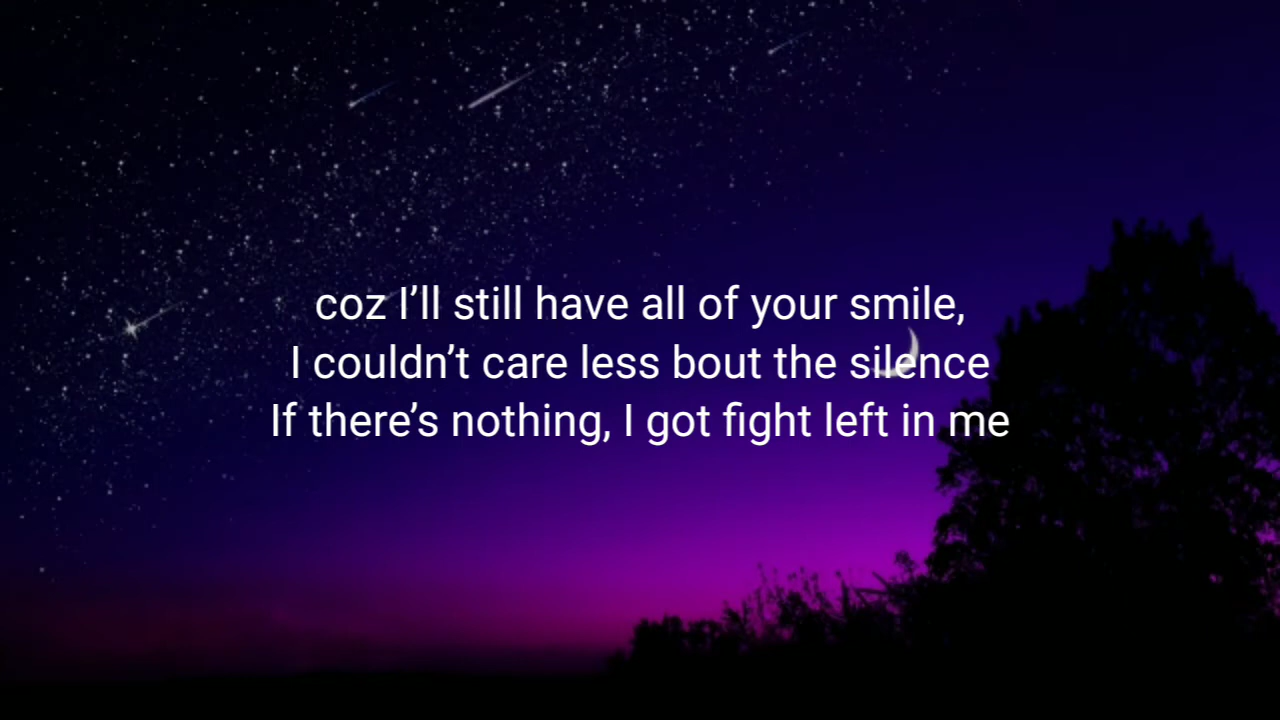 coz I’ll still have all of your smile,
I couldn’t care less bout the silence
If there’s nothing, I got fight left in me